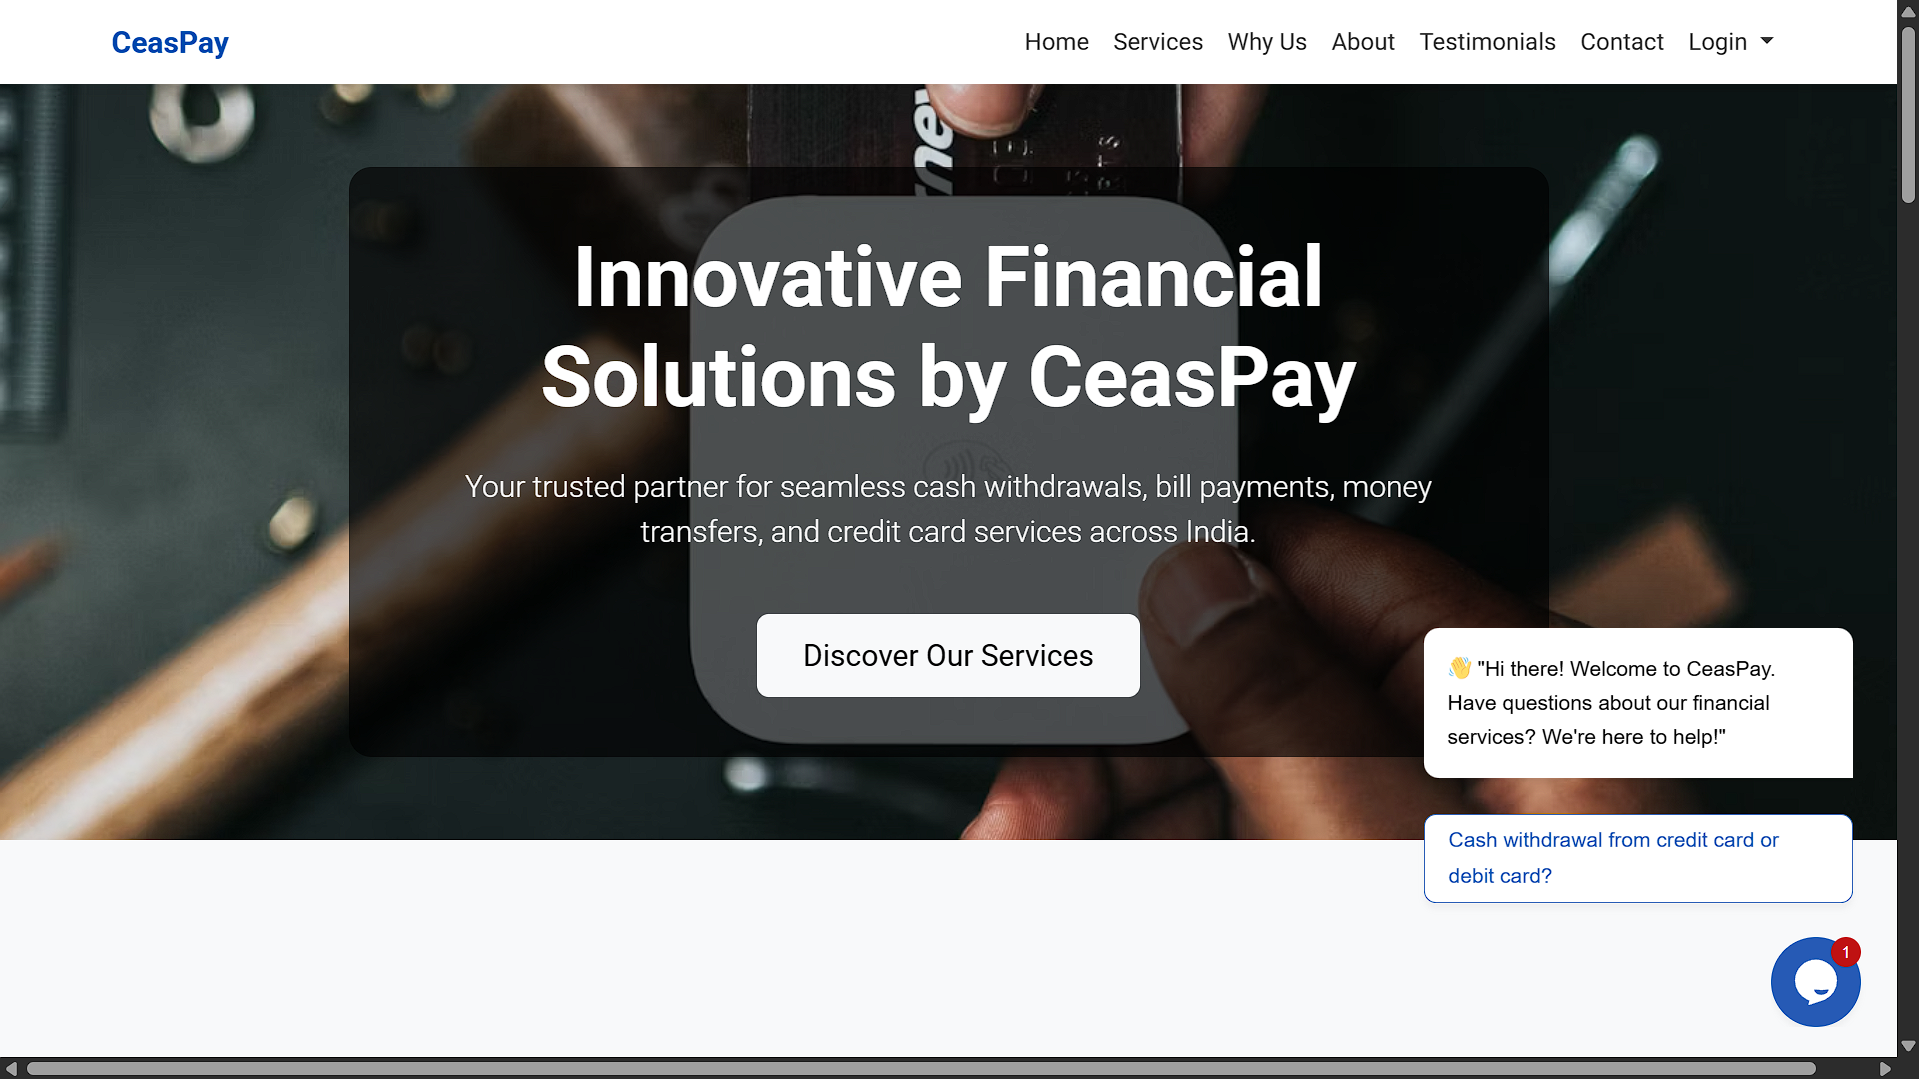 CeasPay
Home
Services
Why Us
About
Testimonials
Contact
Login
Innovative Financial
Solutions by CeasPay
Your trusted partner for seamless cash withdrawals, bill payments, money
transfers, and credit card services across India.
Discover Our Services
👋 "Hi there! Welcome to CeasPay.
Have questions about our financial
services? We're here to help!"
Cash withdrawal from credit card or
debit card?
1